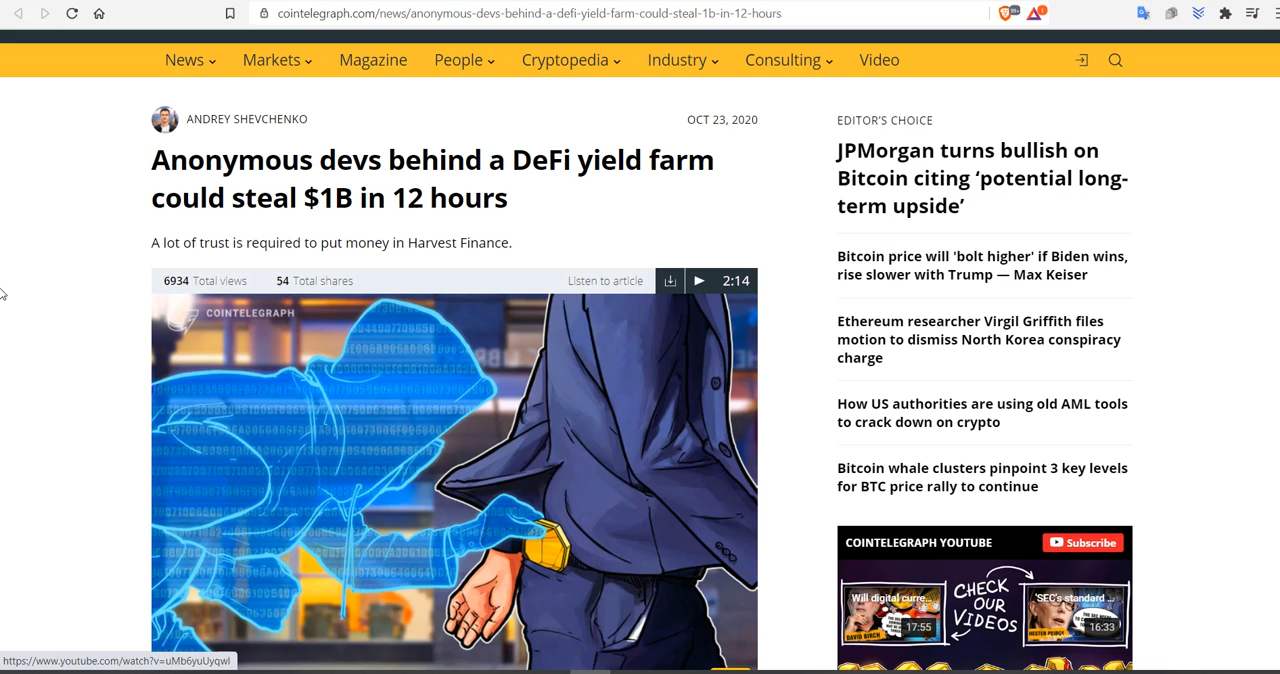 cointelegraph.com/news/anonymous-devs-behind-a-defi-yield-farm-could-steal-1b-in-12-hours
News Markets Magazine People Cryptopedia Industry Consulting Video
ANDREY SHEVCHENKO
OCT 23, 2020
Anonymous devs behind a DeFi yield farm
could steal $1B in 12 hours
A lot of trust is required to put money in Harvest Finance.
6934 Total views 54 Total shares Listen to article 2:14
COINTELEGRAPH
EDITOR'S CHOICE
JPMorgan turns bullish on
Bitcoin citing ‘potential long-
term upside’
Bitcoin price will 'bolt higher' if Biden wins,
rise slower with Trump — Max Keiser
Ethereum researcher Virgil Griffith files
motion to dismiss North Korea conspiracy
charge
How US authorities are using old AML tools
to crack down on crypto
Bitcoin whale clusters pinpoint 3 key levels
for BTC price rally to continue
COINTELEGRAPH YOUTUBE
Subscribe
Will digital curre...
17:55
DAVID BIRCH
CHECK
OUR
VIDEOS
'SEC's standard ...
16:33
HESTER PEIRCE
https://www.youtube.com/watch?v=uMb6yuUyqwI